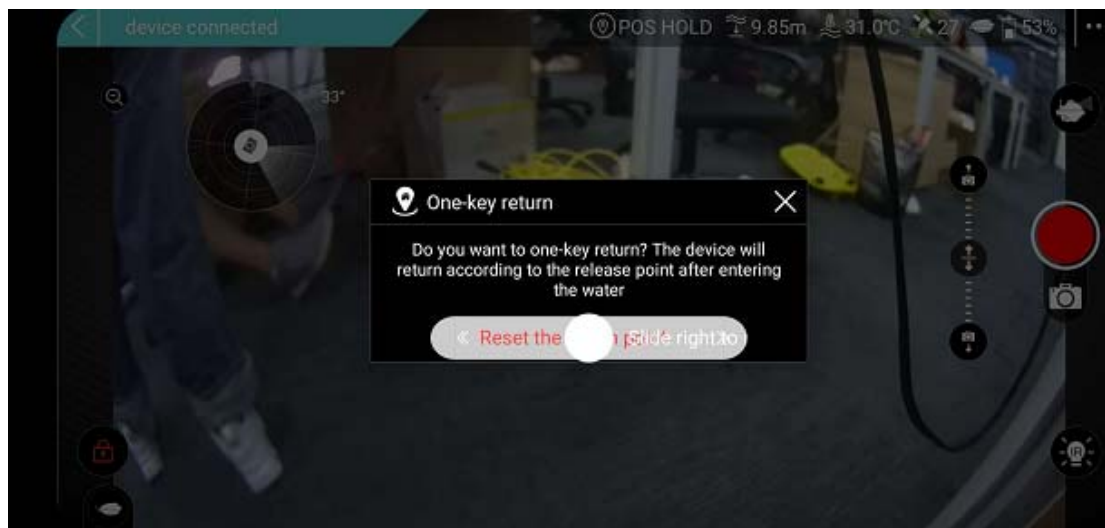 device connected
POS HOLD 9.85m 31.0°C 27 53%
33°
One-key return
Do you want to one-key return? The device will
return according to the release point after entering
the water
Reset the
Slide right to
IR